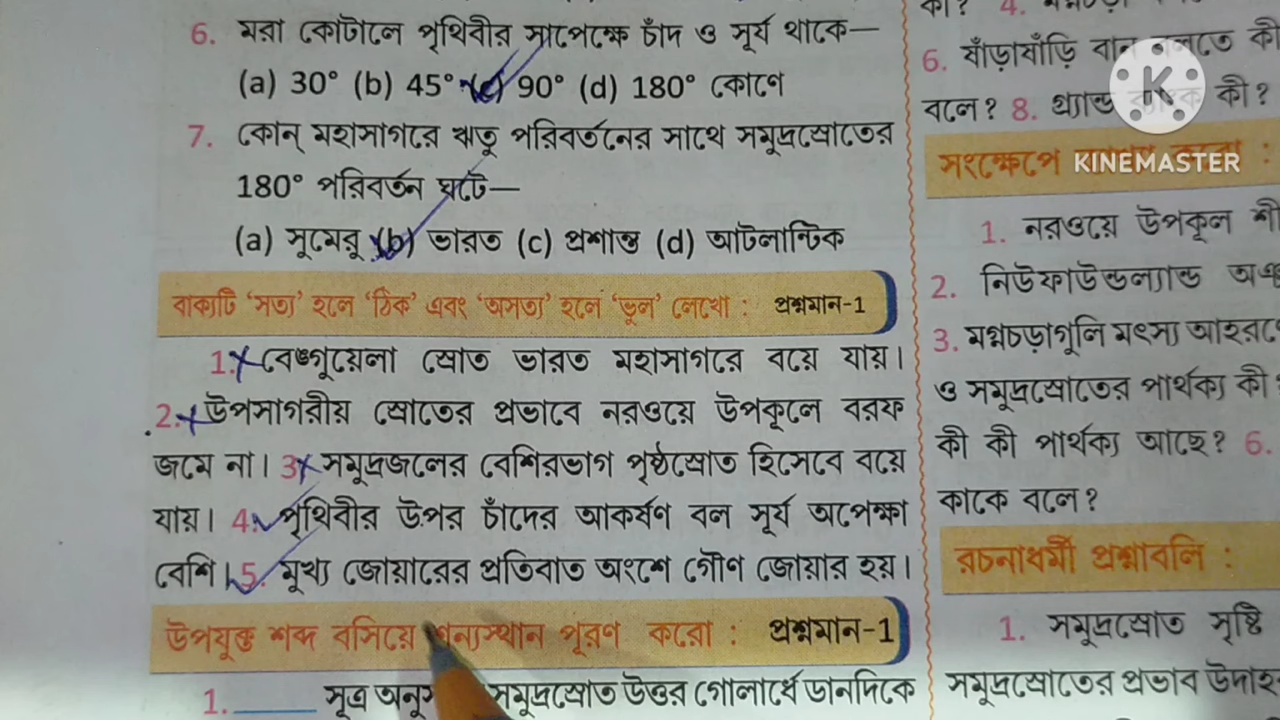 6. মরা কোটালে পৃথিবীর সাপেক্ষে চাঁদ ও সূর্য থাকে—
(a) 30° (b) 45° (c) 90° (d) 180° কোণে
7. কোন্ মহাসাগরে ঋতু পরিবর্তনের সাথে সমুদ্রস্রোতের
180° পরিবর্তন ঘটে—
(a) সুমেরু (b) ভারত (c) প্রশান্ত (d) আটলান্টিক
বাক্যটি ‘সত্য’ হলে ‘ঠিক’ এবং ‘অসত্য’ হলে ‘ভুল’ লেখো : প্রশ্নমান-1
1. বেঙ্গুয়েলা স্রোত ভারত মহাসাগরে বয়ে যায়।
2. উপসাগরীয় স্রোতের প্রভাবে নরওয়ে উপকূলে বরফ
জমে না। 3. সমুদ্রজলের বেশিরভাগ পৃষ্ঠস্রোত হিসেবে বয়ে
যায়। 4. পৃথিবীর উপর চাঁদের আকর্ষণ বল সূর্য অপেক্ষা
বেশি। 5. মুখ্য জোয়ারের প্রতিবাত অংশে গৌণ জোয়ার হয়।
উপযুক্ত শব্দ বসিয়ে শূন্যস্থান পূরণ করো : প্রশ্নমান-1
1. ______ সূত্র সমুদ্রস্রোত উত্তর গোলার্ধে ডানদিকে
কী? 4.
6. ষাঁড়াষাঁড়ি বান বলতে কী
বলে? 8. গ্র্যান্ড কী?
সংক্ষেপে করো :
1. নরওয়ে উপকূল
2. নিউফাউন্ডল্যান্ড
3. মগ্নচড়াগুলি মৎস্য
ও সমুদ্রস্রোতের পার্থক্য কী
কী কী পার্থক্য আছে? 6.
কাকে বলে?
রচনাধর্মী প্রশ্নাবলি :
1. সমুদ্রস্রোত সৃষ্টি
সমুদ্রস্রোতের প্রভাব
K
KINEMASTER